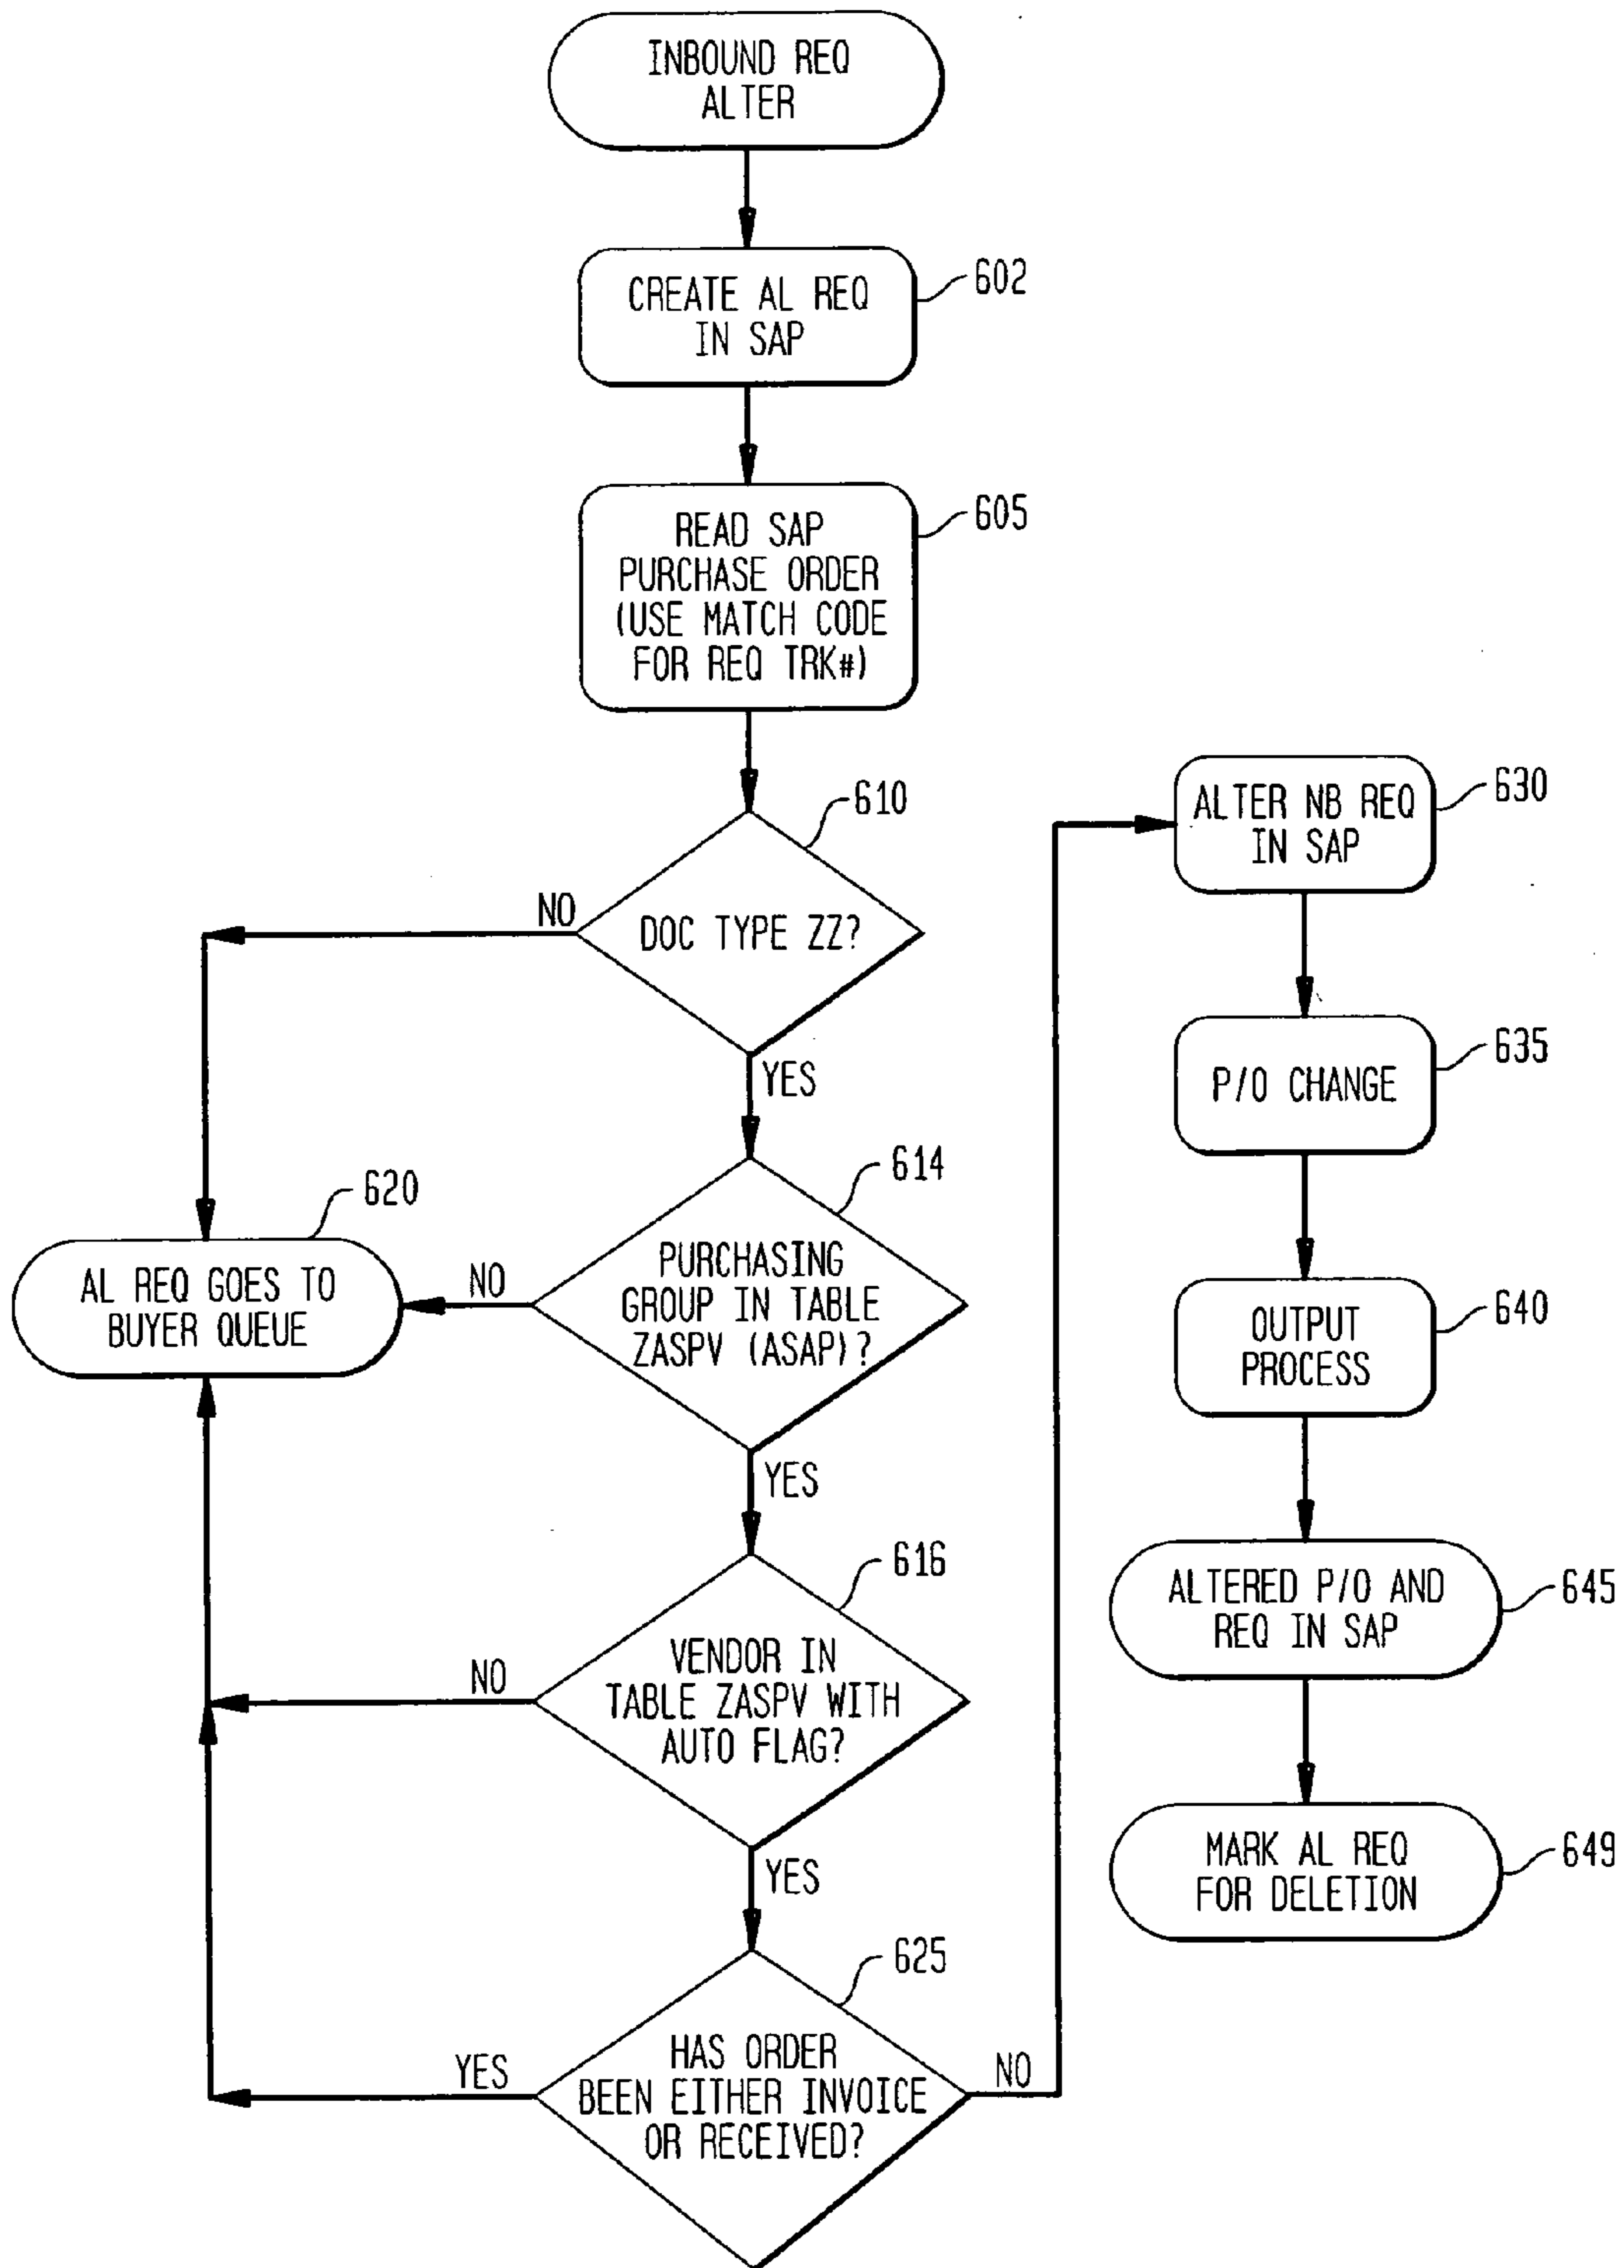 INBOUND REQ
ALTER
CREATE AL REQ
IN SAP
602
READ SAP
PURCHASE ORDER
(USE MATCH CODE
FOR REQ TRK#)
605
DOC TYPE ZZ?
610
NO
YES
PURCHASING
GROUP IN TABLE
ZASPV (ASAP)?
614
NO
YES
AL REQ GOES TO
BUYER QUEUE
620
VENDOR IN
TABLE ZASPV WITH
AUTO FLAG?
616
NO
YES
HAS ORDER
BEEN EITHER INVOICE
OR RECEIVED?
625
YES
NO
ALTER NB REQ
IN SAP
630
P/O CHANGE
635
OUTPUT
PROCESS
640
ALTERED P/O AND
REQ IN SAP
645
MARK AL REQ
FOR DELETION
649